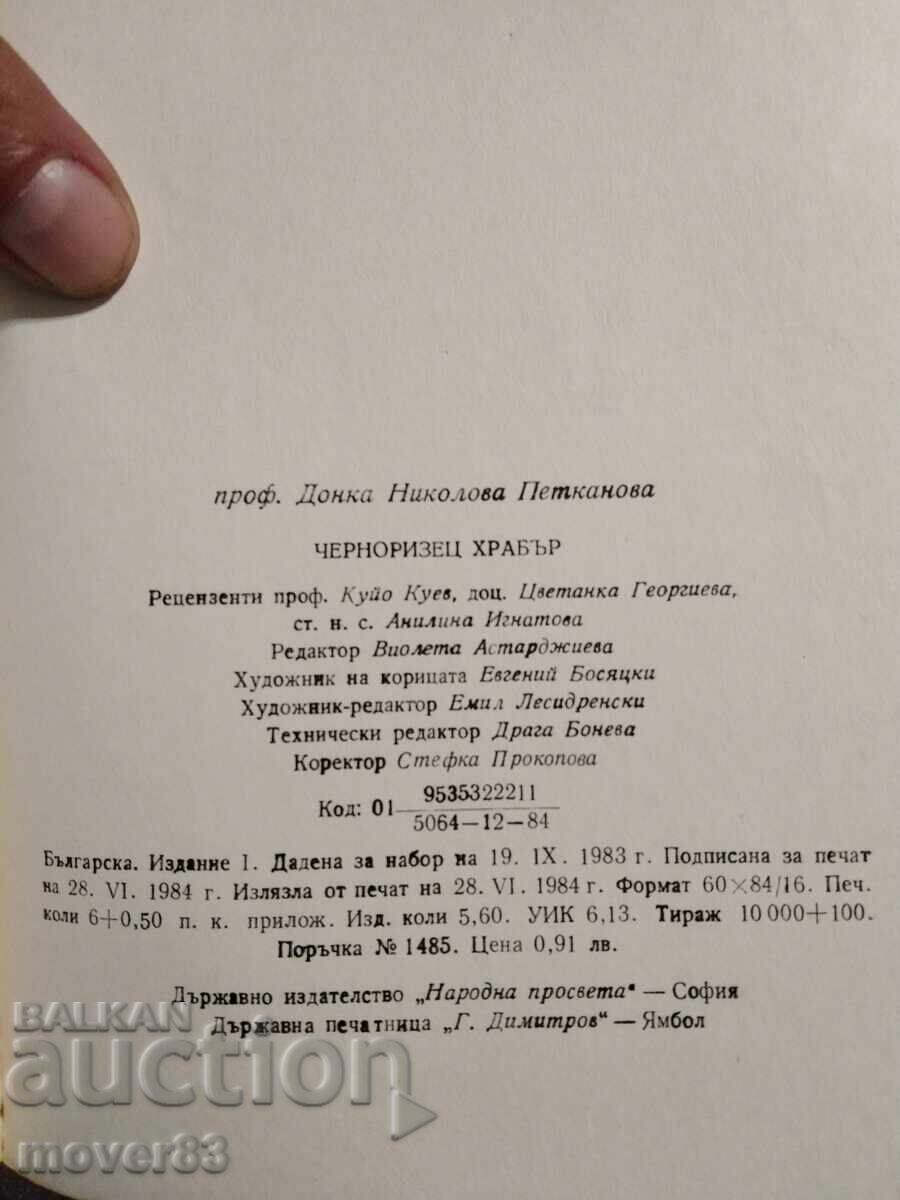 проф. Донка Николова Петканова
ЧЕРНОРИЗЕЦ ХРАБЪР
Рецензенти проф. Куйо Куев, доц. Цветанка Георгиева,
ст. н. с. Анилина Игнатова
Редактор Виолета Астарджиева
Художник на корицата Евгений Босяцки
Художник-редактор Емил Лесидренски
Технически редактор Драга Бонева
Коректор Стефка Прокопова
Код: 01 9535322211
5064—12—84
Българска. Издание I. Дадена за набор на 19. IX. 1983 г. Подписана за печат
на 28. VI. 1984 г. Излязла от печат на 28. VI. 1984 г. Формат 60×84/16. Печ.
коли 6+0,50 п. к. прилож. Изд. коли 5,60. УИК 6,13. Тираж 10 000+100.
Поръчка № 1485. Цена 0,91 лв.
Държавно издателство „Народна просвета“ — София
Държавна печатница „Г. Димитров“ — Ямбол
BALKAN
auction
mover83